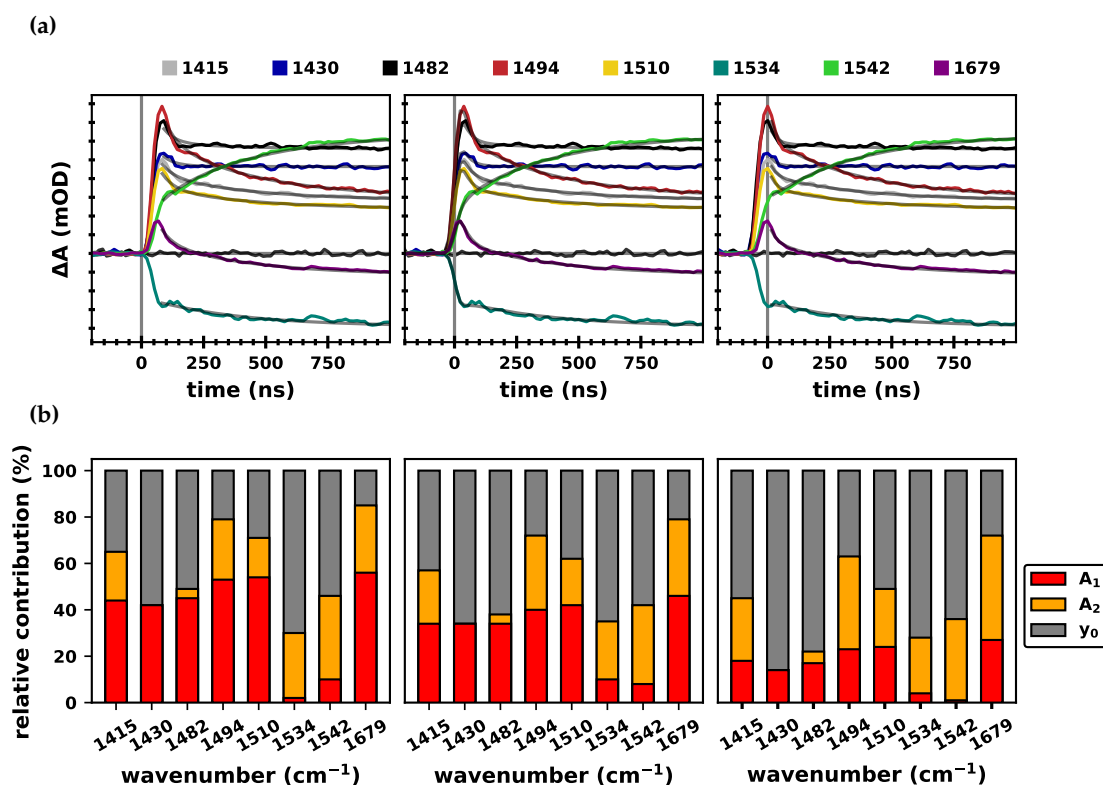 (a)
1415 1430 1482 1494 1510 1534 1542 1679
ΔA (mOD)
0 250 500 750 0 250 500 750 0 250 500 750
time (ns) time (ns) time (ns)
(b)
relative contribution (%)
100
80
60
40
20
0
A₁
A₂
y₀
1415 1430 1482 1494 1510 1534 1542 1679 1415 1430 1482 1494 1510 1534 1542 1679 1415 1430 1482 1494 1510 1534 1542 1679
wavenumber (cm⁻¹) wavenumber (cm⁻¹) wavenumber (cm⁻¹)